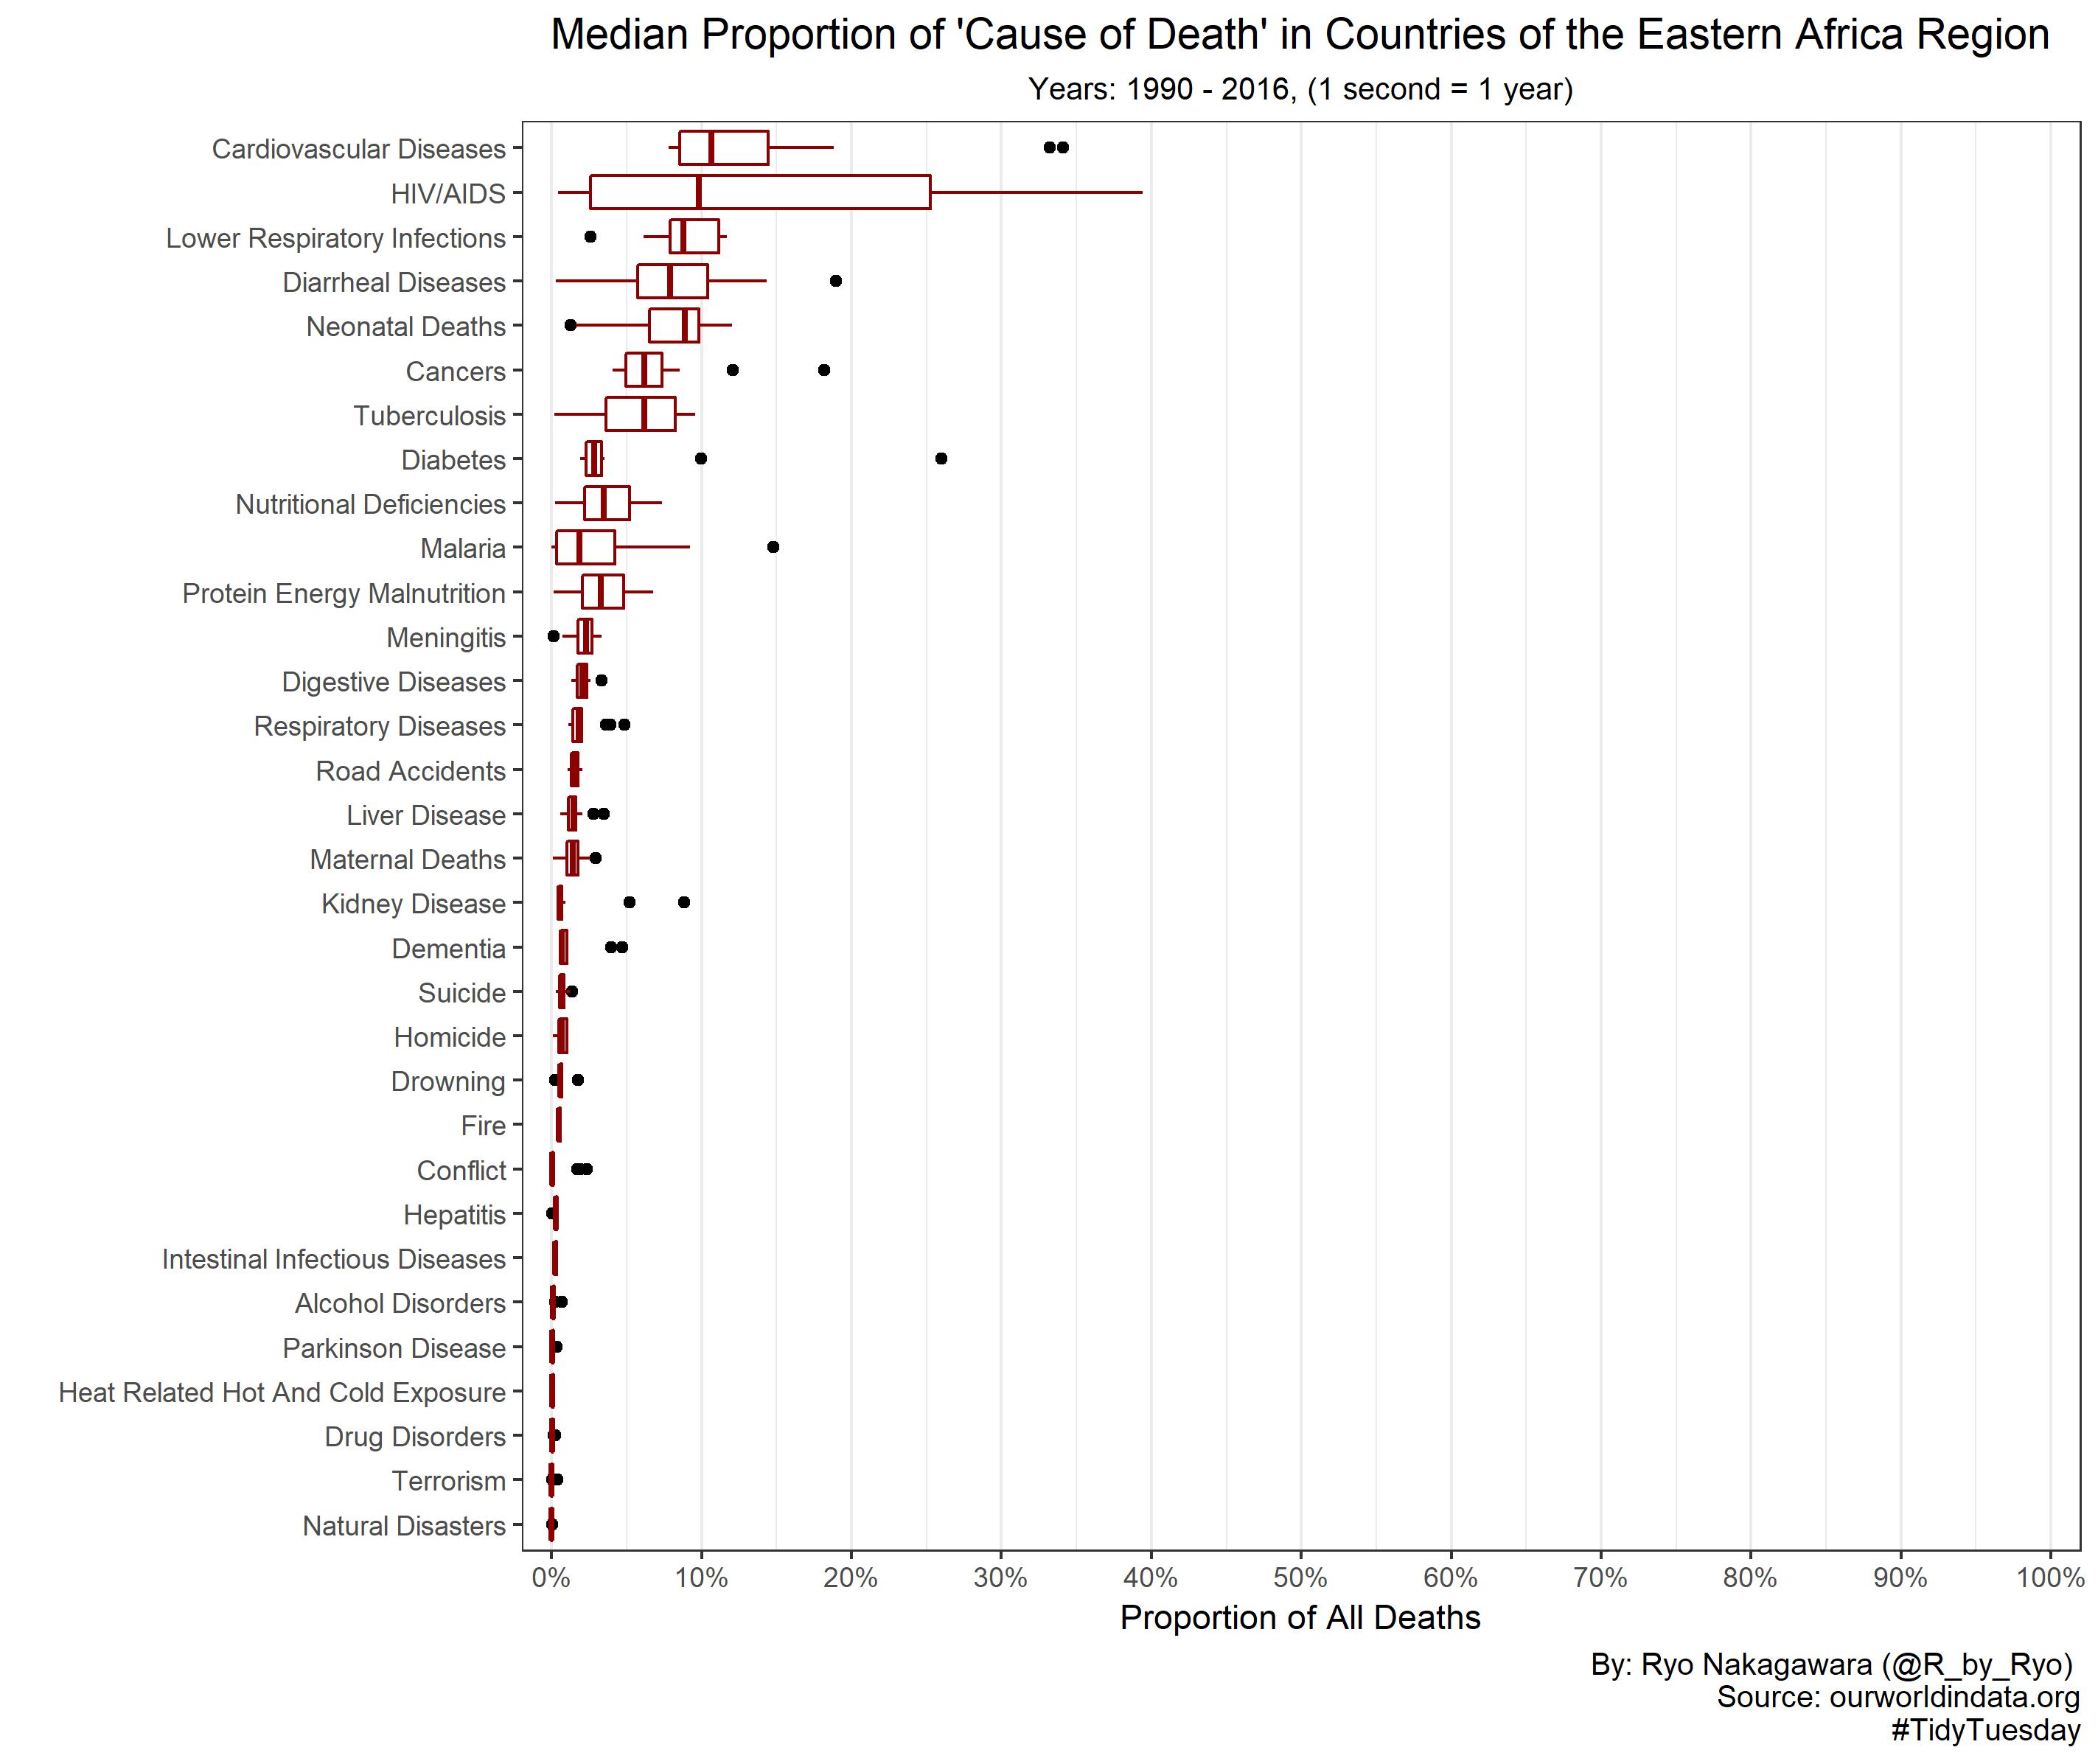 Median Proportion of 'Cause of Death' in Countries of the Eastern Africa Region
Years: 1990 - 2016, (1 second = 1 year)
Cardiovascular Diseases
HIV/AIDS
Lower Respiratory Infections
Diarrheal Diseases
Neonatal Deaths
Cancers
Tuberculosis
Diabetes
Nutritional Deficiencies
Malaria
Protein Energy Malnutrition
Meningitis
Digestive Diseases
Respiratory Diseases
Road Accidents
Liver Disease
Maternal Deaths
Kidney Disease
Dementia
Suicide
Homicide
Drowning
Fire
Conflict
Hepatitis
Intestinal Infectious Diseases
Alcohol Disorders
Parkinson Disease
Heat Related Hot And Cold Exposure
Drug Disorders
Terrorism
Natural Disasters
0% 10% 20% 30% 40% 50% 60% 70% 80% 90% 100%
Proportion of All Deaths
By: Ryo Nakagawara (@R_by_Ryo)
Source: ourworldindata.org
#TidyTuesday